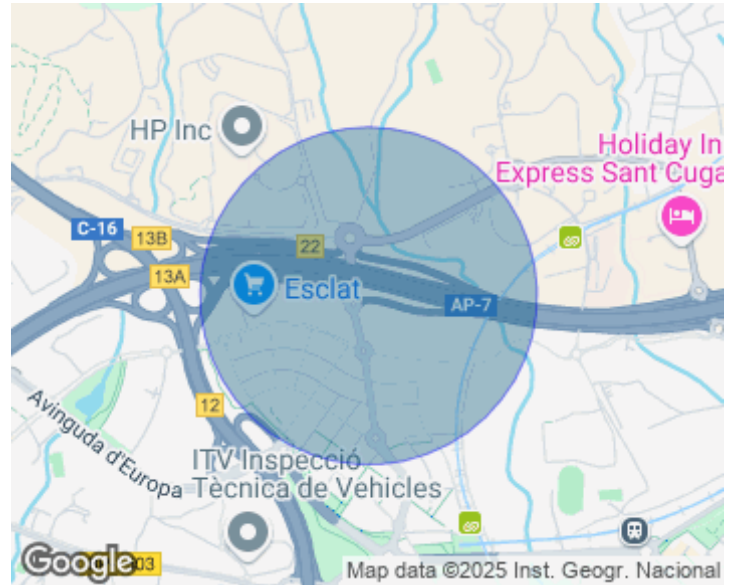 HP Inc
Holiday In
Express Sant Cuga
C-16
13B
22
13A
Esclat
AP-7
12
Avinguda d'Europa
ITV Inspecció
Tècnica de Vehicles
Google
03
Map data ©2025 Inst. Geogr. Nacional